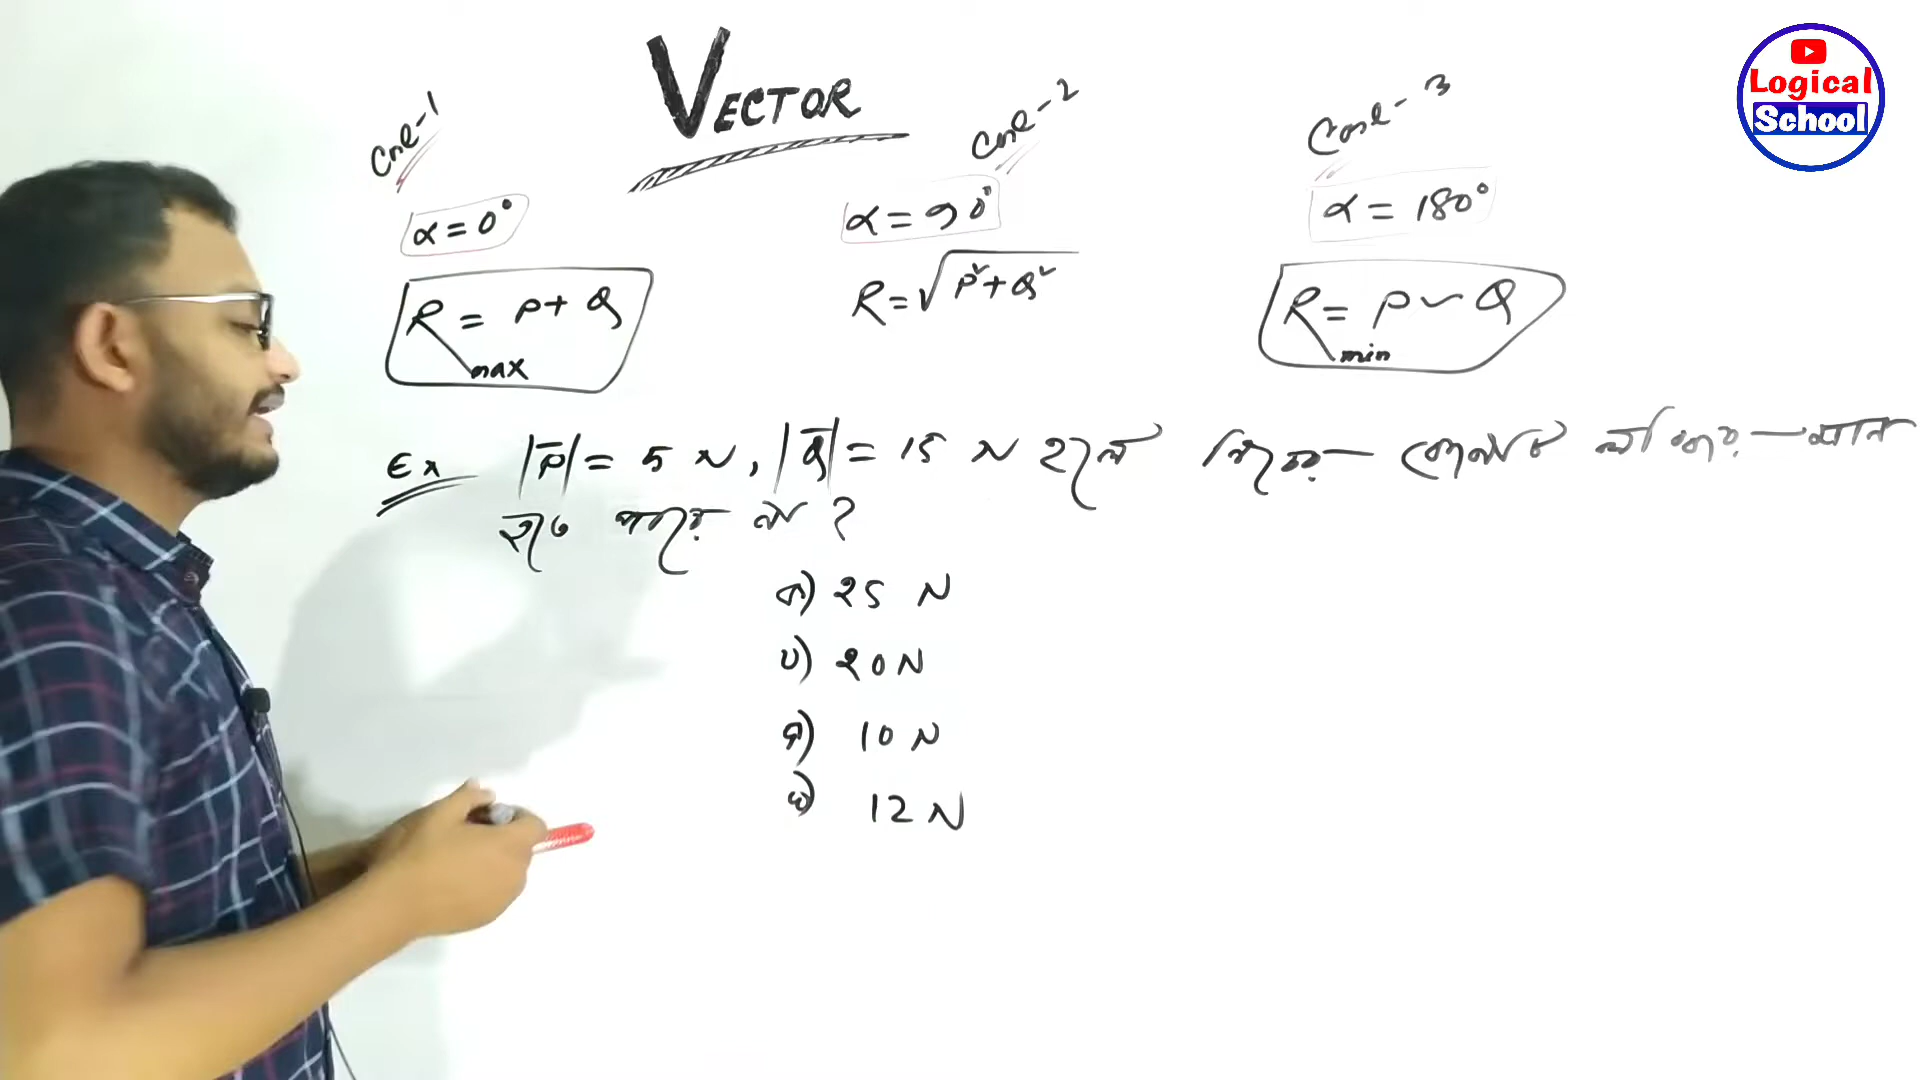 VECTOR
Case-1
Case-2
Case-3
α = 0°
α = 90°
α = 180°
R = P + Q
max
R = √P²+Q²
R = P ~ Q
min
Ex |P̅| = 5 N, |Q̅| = 15 N হলে নিচের কোনটি লব্ধির মান
হতে পারে না ?
ক) 25 N
খ) 20 N
গ) 10 N
ঘ) 12 N
Logical
School